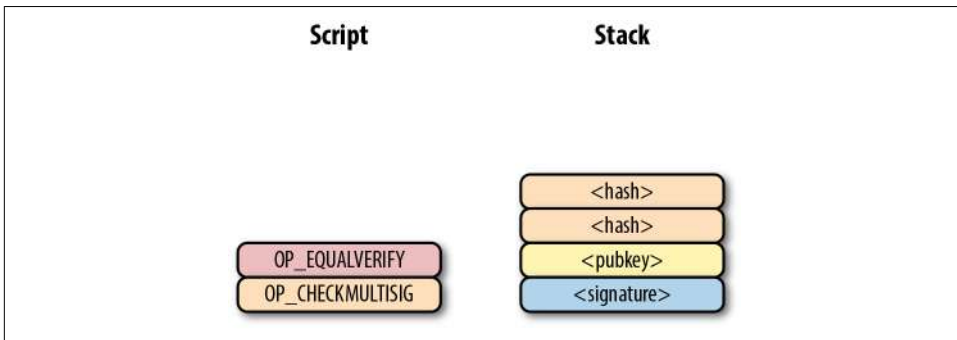 Script
Stack
<hash>
<hash>
OP_EQUALVERIFY
<pubkey>
OP_CHECKMULTISIG
<signature>